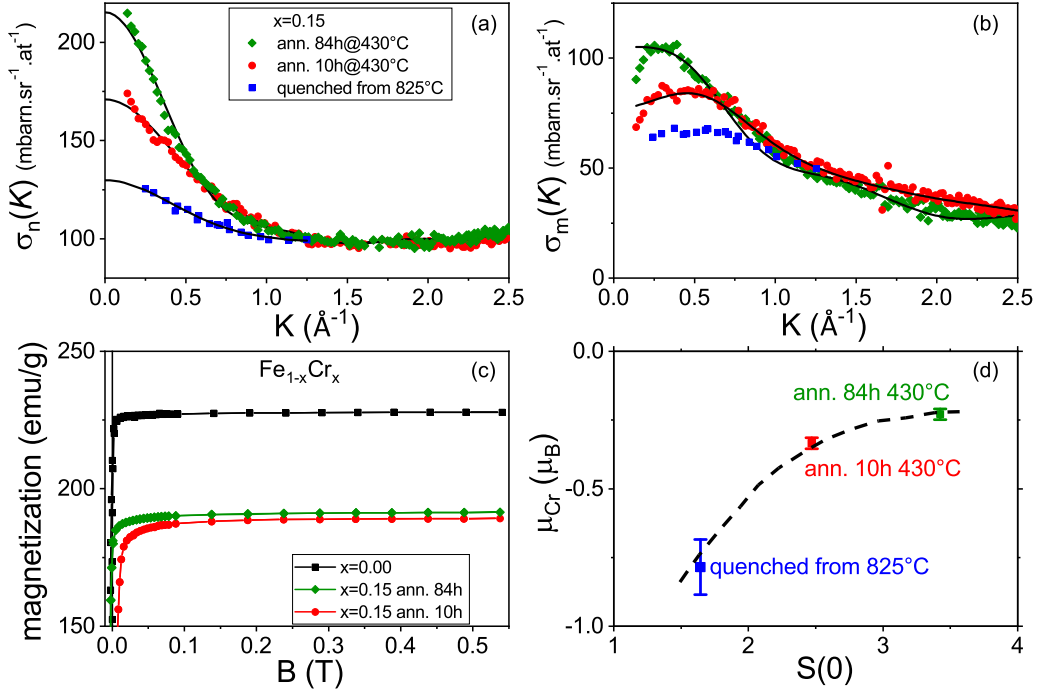 (a)
x=0.15
ann. 84h@430°C
ann. 10h@430°C
quenched from 825°C
σn(K) (mbarn.sr⁻¹.at⁻¹)
200
150
100
0.0 0.5 1.0 1.5 2.0 2.5
K (Å⁻¹)
(b)
σm(K) (mbarn.sr⁻¹.at⁻¹)
100
50
0
0.0 0.5 1.0 1.5 2.0 2.5
K (Å⁻¹)
(c)
Fe₁₋ₓCrₓ
magnetization (emu/g)
250
200
150
x=0.00
x=0.15 ann. 84h
x=0.15 ann. 10h
0.0 0.1 0.2 0.3 0.4 0.5
B (T)
(d)
μCr (μB)
0.0
-0.5
-1.0
ann. 84h 430°C
ann. 10h 430°C
quenched from 825°C
1 2 3 4
S(0)